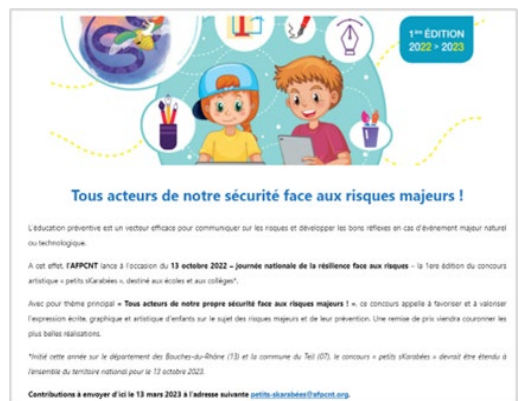 1ère ÉDITION
2022 > 2023
Tous acteurs de notre sécurité face aux risques majeurs !
L'éducation préventive est un vecteur efficace pour communiquer sur les risques et développer les bons réflexes en cas d'évènement majeur naturel
ou technologique.
A cet effet, l'AFPCNT lance à l'occasion du 13 octobre 2022 – journée nationale de la résilience face aux risques – la 1ere édition du concours
artistique « petits sKarabées », destiné aux écoles et aux collèges*.
Avec pour thème principal « Tous acteurs de notre propre sécurité face aux risques majeurs ! », ce concours appelle à favoriser et à valoriser
l'expression écrite, graphique et artistique d'enfants sur le sujet des risques majeurs et de leur prévention. Une remise de prix viendra couronner les
plus belles réalisations.
*Initié cette année sur le département des Bouches-du-Rhône (13) et la commune du Teil (07), le concours « petits sKarabées » devrait être étendu à
l'ensemble du territoire national pour le 13 octobre 2023.
Contributions à envoyer d'ici le 13 mars 2023 à l'adresse suivante petits-skarabées@afpcnt.org.